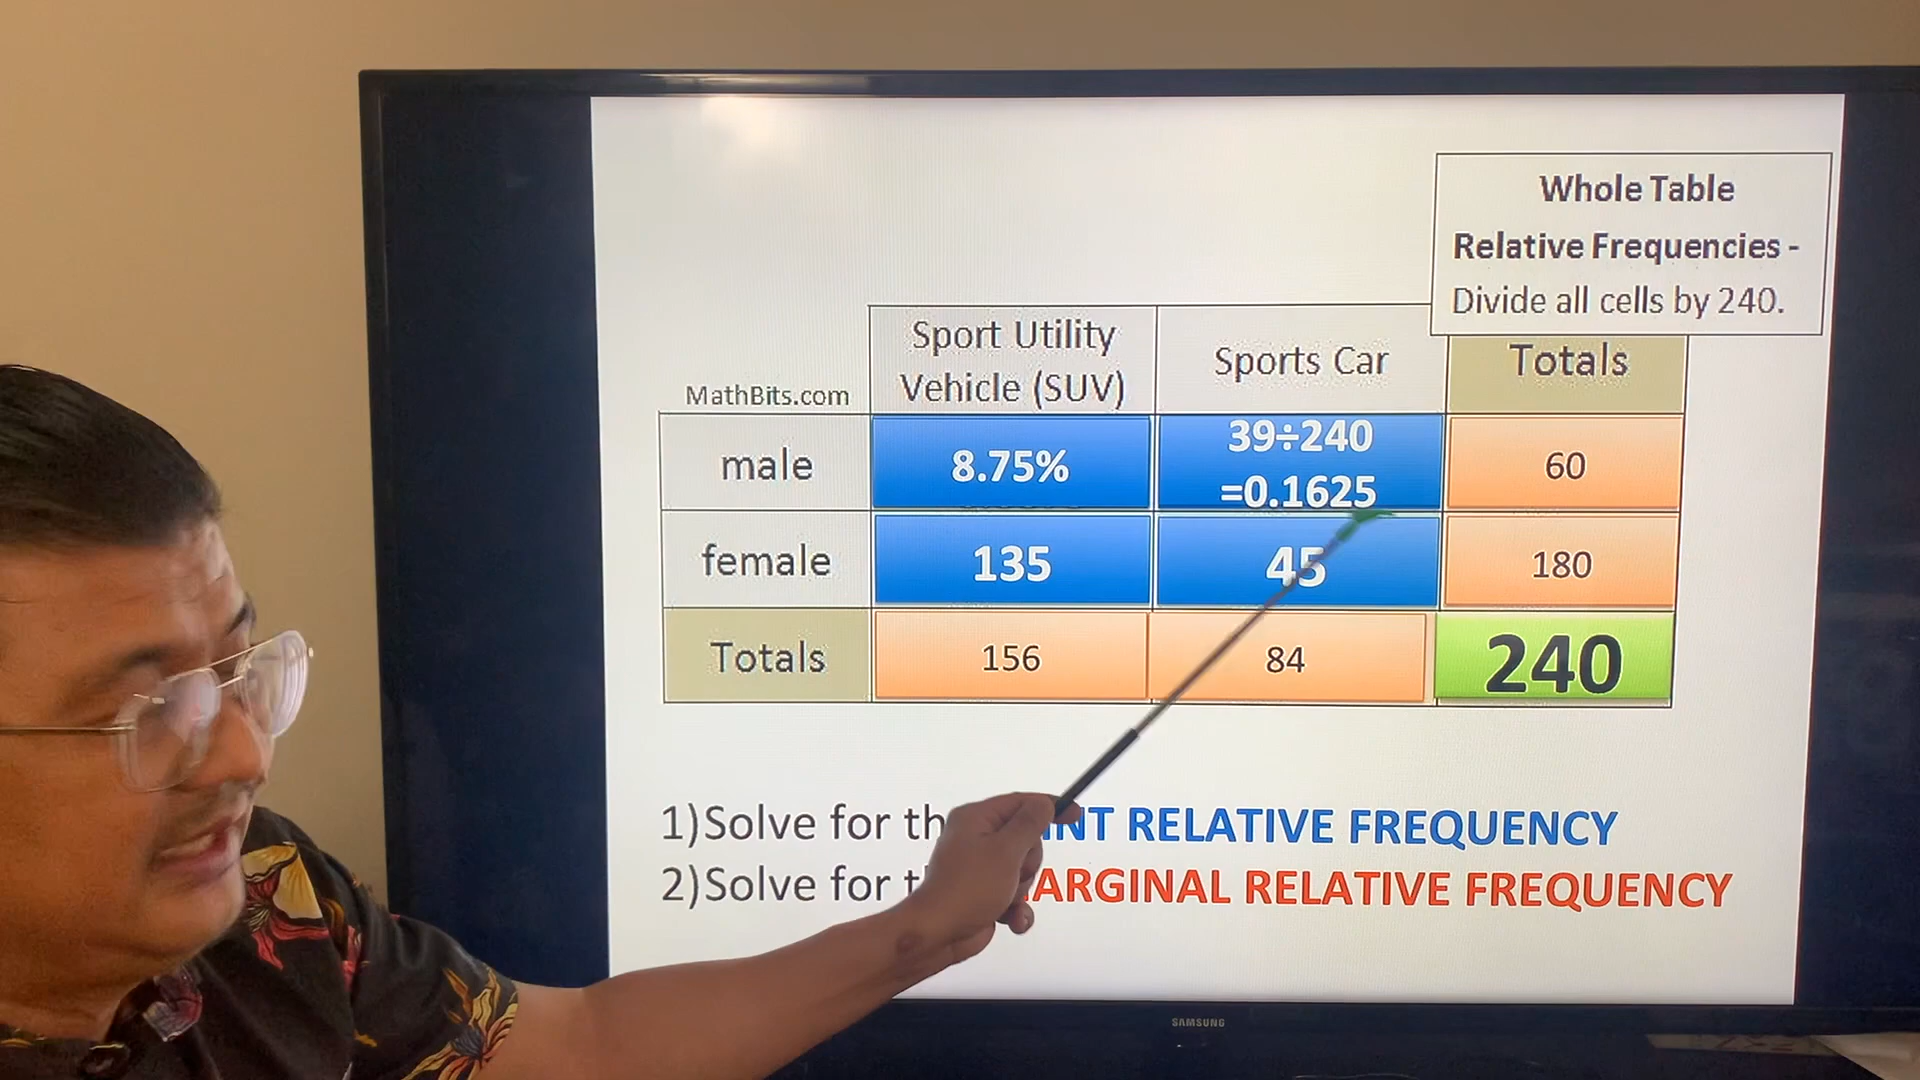 Whole Table
Relative Frequencies -
Divide all cells by 240.
Sport Utility
Vehicle (SUV)
Sports Car
Totals
MathBits.com
male
8.75%
39÷240
=0.1625
60
female
135
45
180
Totals
156
84
240
1)Solve for th NT RELATIVE FREQUENCY
2)Solve for t ARGINAL RELATIVE FREQUENCY
SAMSUNG